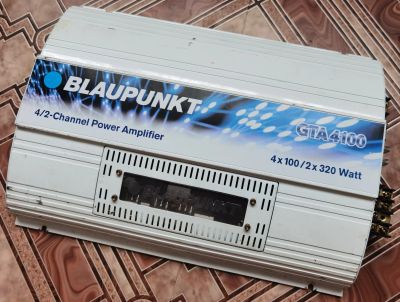 BLAUPUNKT
GTA 4100
4/2-Channel Power Amplifier
4 x 100 / 2 x 320 Watt